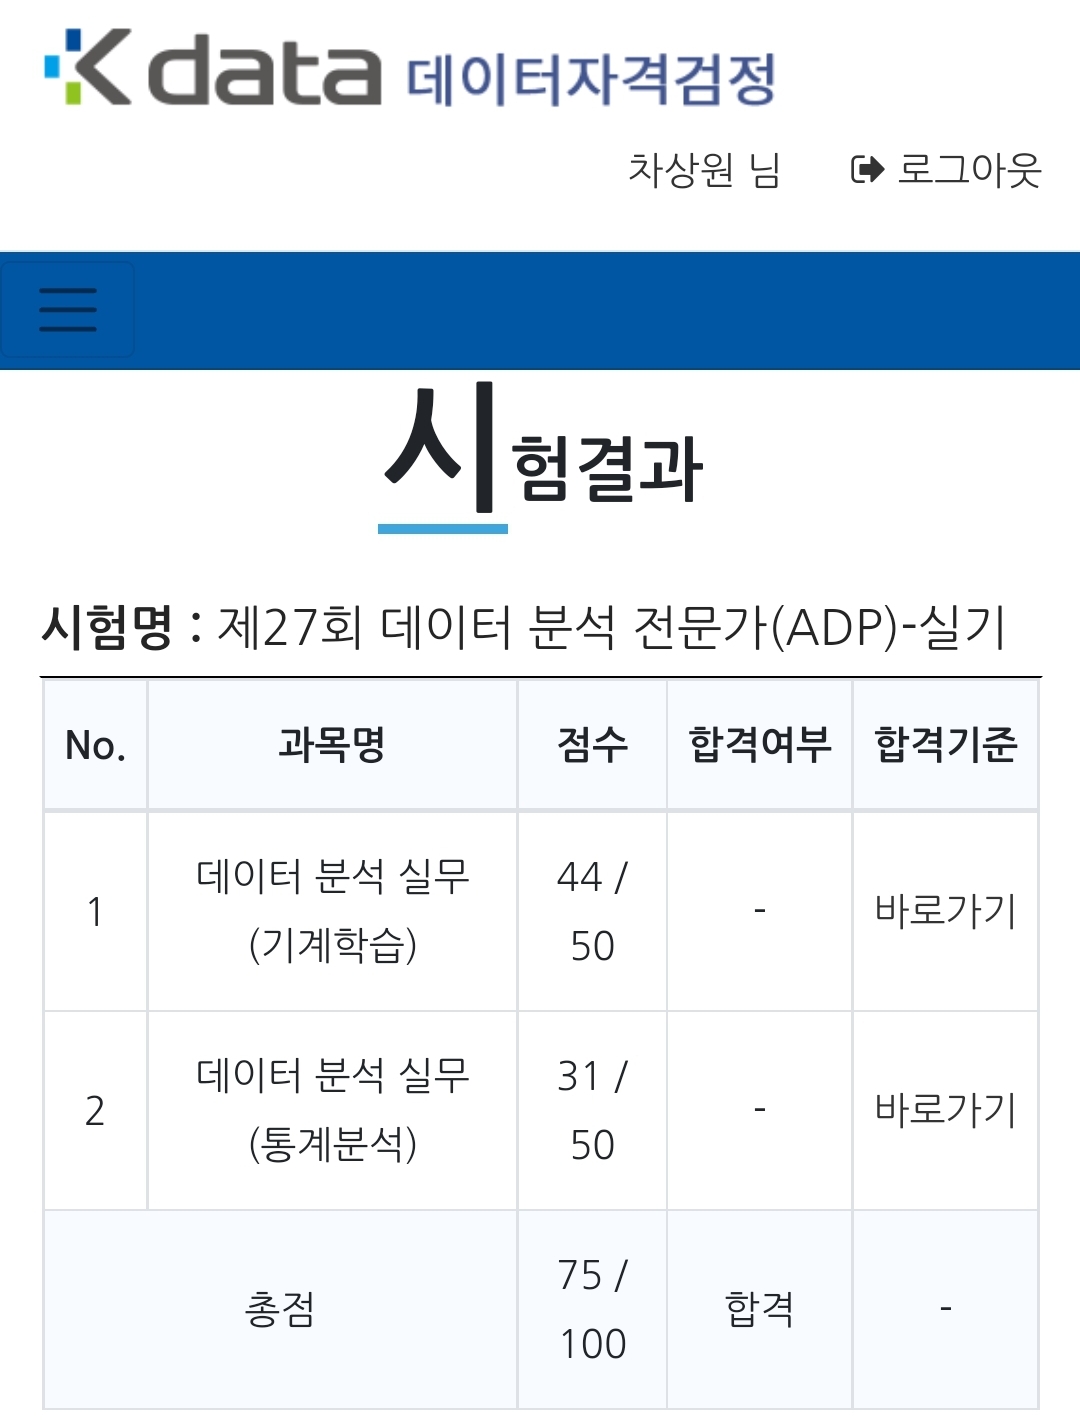 Kdata 데이터자격검정
차상원 님 로그아웃
시험결과
시험명 : 제27회 데이터 분석 전문가(ADP)-실기
No. 과목명 점수 합격여부 합격기준
1 데이터 분석 실무 (기계학습) 44 / 50 - 바로가기
2 데이터 분석 실무 (통계분석) 31 / 50 - 바로가기
총점 75 / 100 합격 -